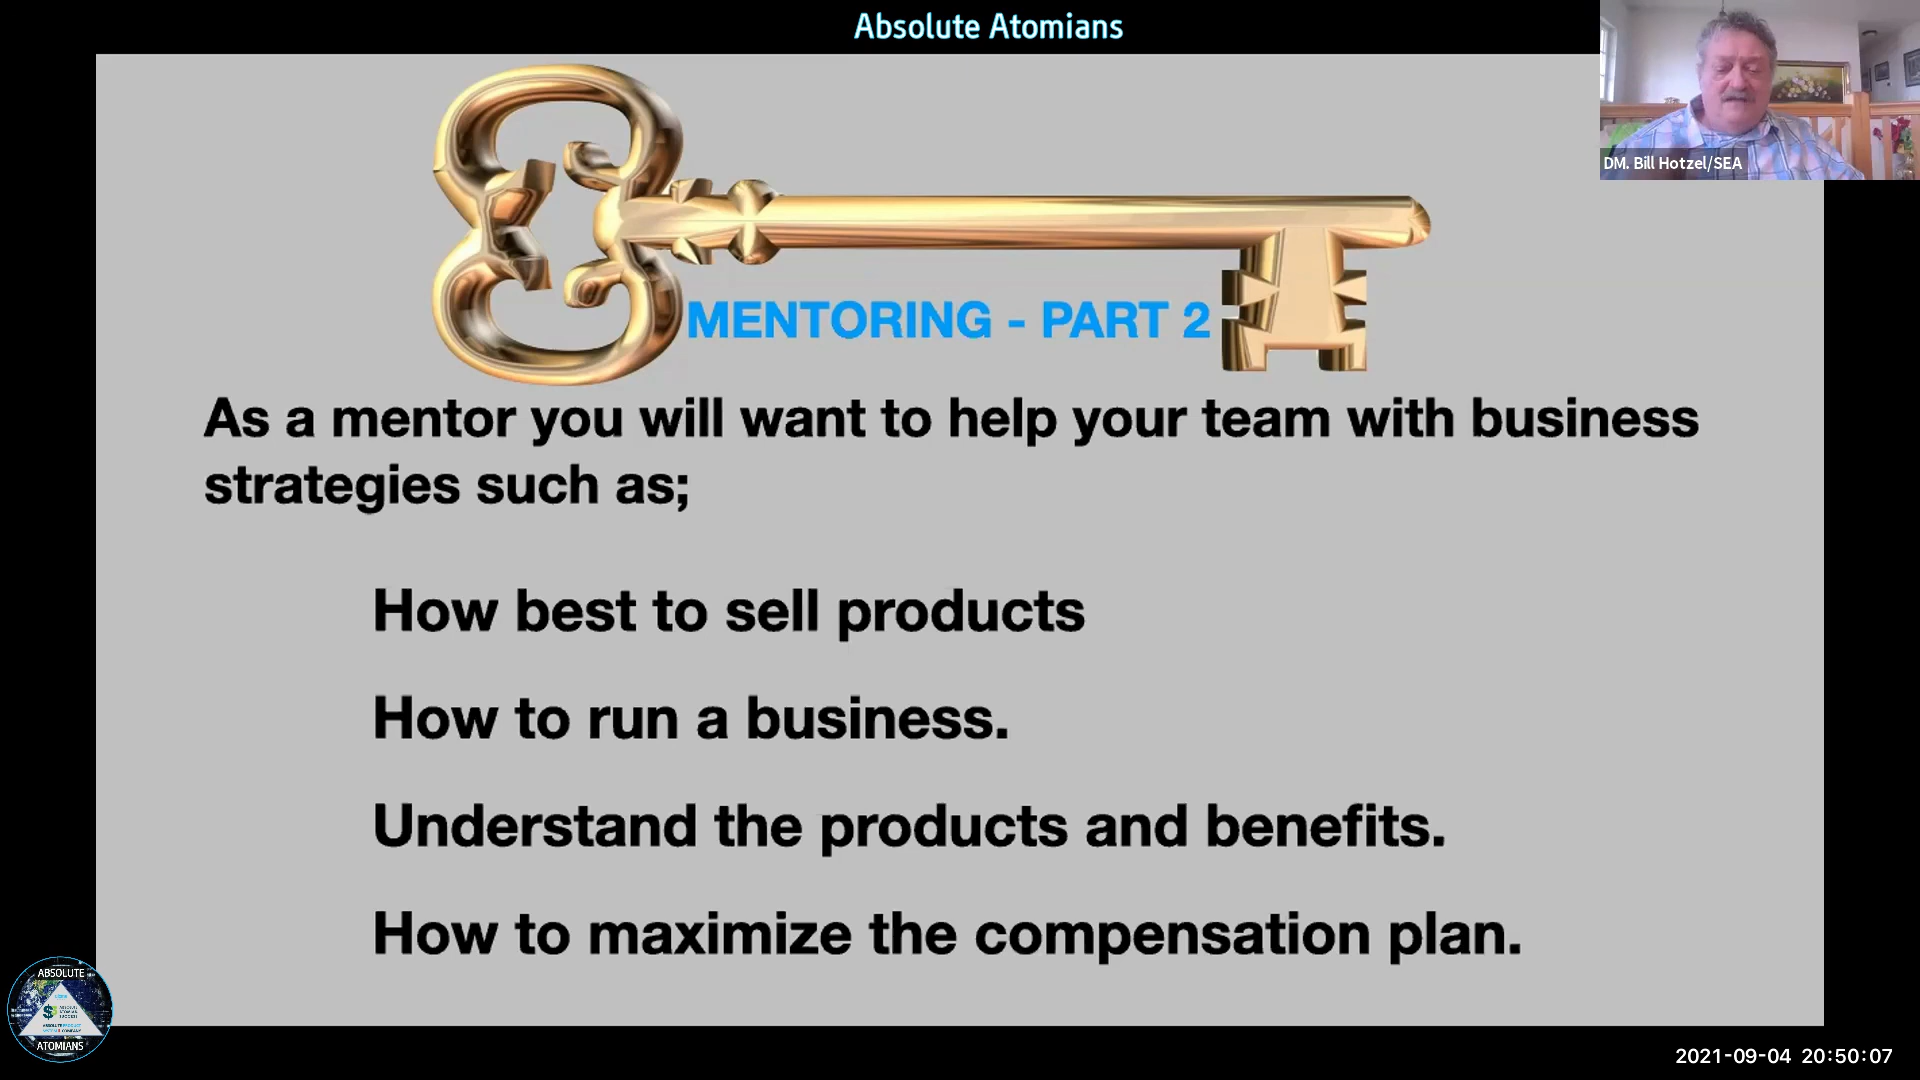 Absolute Atomians
DM. Bill Hotzel/SEA
MENTORING - PART 2
As a mentor you will want to help your team with business
strategies such as;
How best to sell products
How to run a business.
Understand the products and benefits.
How to maximize the compensation plan.
ABSOLUTE
ATOMIANS
2021-09-04 20:50:07